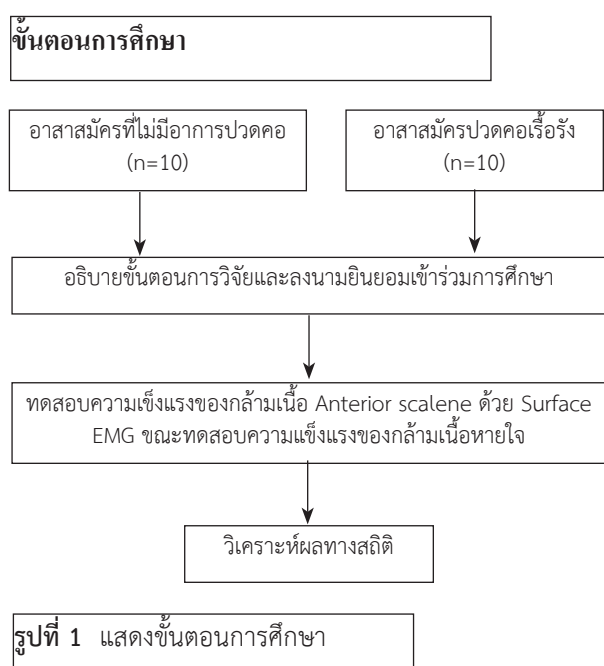 ขั้นตอนการศึกษา
อาสาสมัครที่ไม่มีอาการปวดคอ
(n=10)
อาสาสมัครปวดคอเรื้อรัง
(n=10)
อธิบายขั้นตอนการวิจัยและลงนามยินยอมเข้าร่วมการศึกษา
ทดสอบความเข็งแรงของกล้ามเนื้อ Anterior scalene ด้วย Surface
EMG ขณะทดสอบความแข็งแรงของกล้ามเนื้อหายใจ
วิเคราะห์ผลทางสถิติ
รูปที่ 1 แสดงขั้นตอนการศึกษา